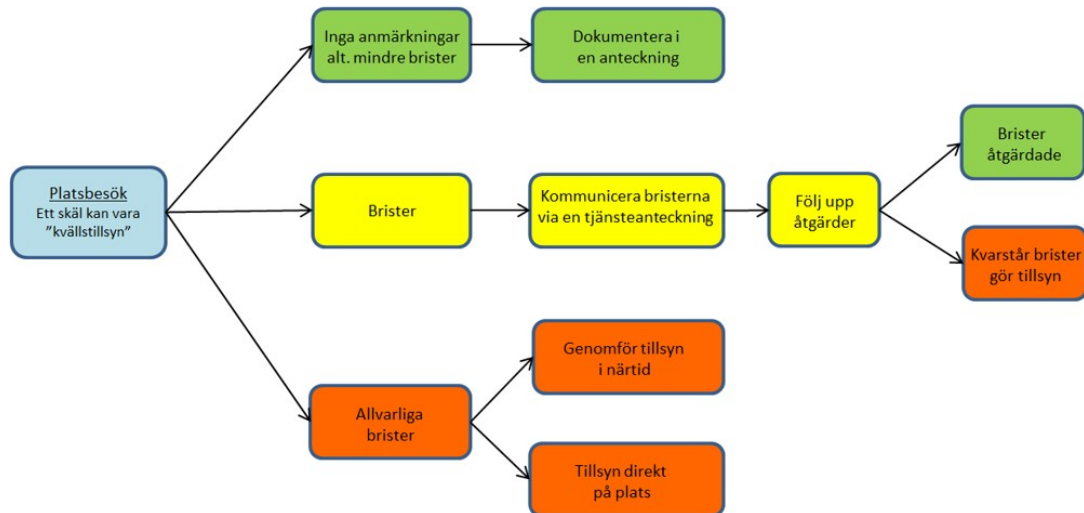 Inga anmärkningar
alt. mindre brister
Dokumentera i
en anteckning
Platsbesök
Ett skäl kan vara
”kvällstillsyn”
Brister
Kommunicera bristerna
via en tjänsteanteckning
Följ upp
åtgärder
Brister
åtgärdade
Kvarstår brister
gör tillsyn
Allvarliga
brister
Genomför tillsyn
i närtid
Tillsyn direkt
på plats